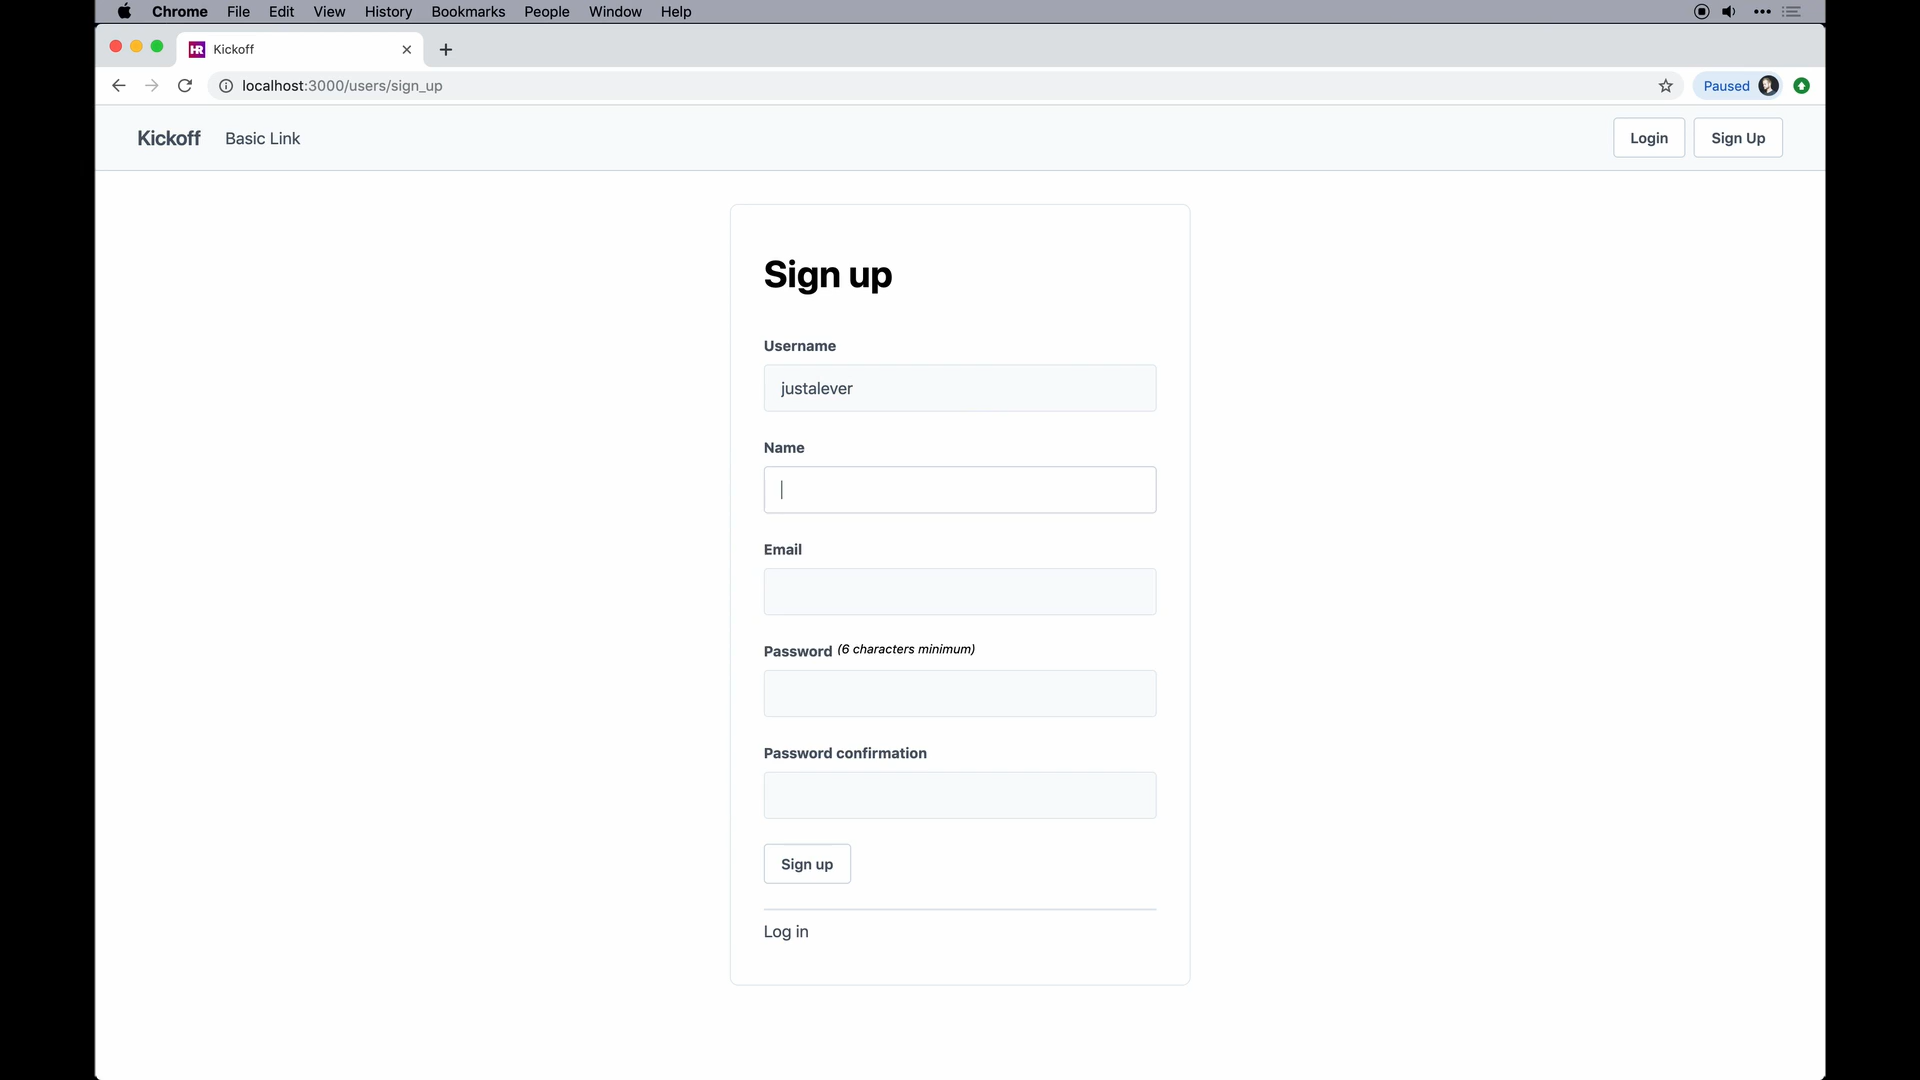 Chrome File Edit View History Bookmarks People Window Help
HR Kickoff
localhost:3000/users/sign_up Paused
Kickoff Basic Link Login Sign Up
Sign up
Username
justalever
Name
Email
Password (6 characters minimum)
Password confirmation
Sign up
Log in